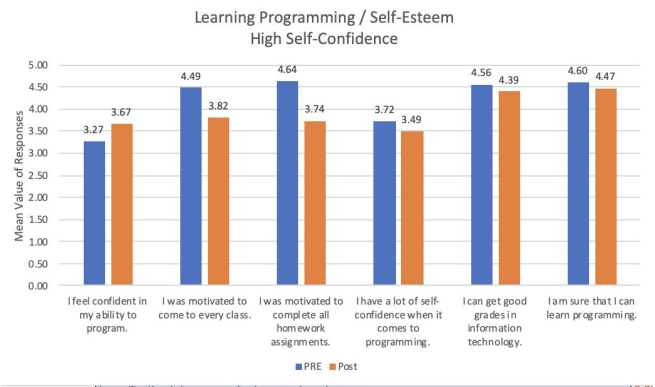 Learning Programming / Self-Esteem
High Self-Confidence
Mean Value of Responses
5.00
4.50
4.00
3.50
3.00
2.50
4.50
1.50
1.00
0.50
0.00
3.27
3.67
4.49
3.82
4.64
3.74
3.72
3.49
4.56
4.39
4.60
4.47
I feel confident in
my ability to
program.
I was motivated to
come to every class.
I was motivated to
complete all
homework
assignments.
I have a lot of self-
confidence when it
comes to
programming.
I can get good
grades in
information
technology.
I am sure that I can
learn programming.
PRE
Post